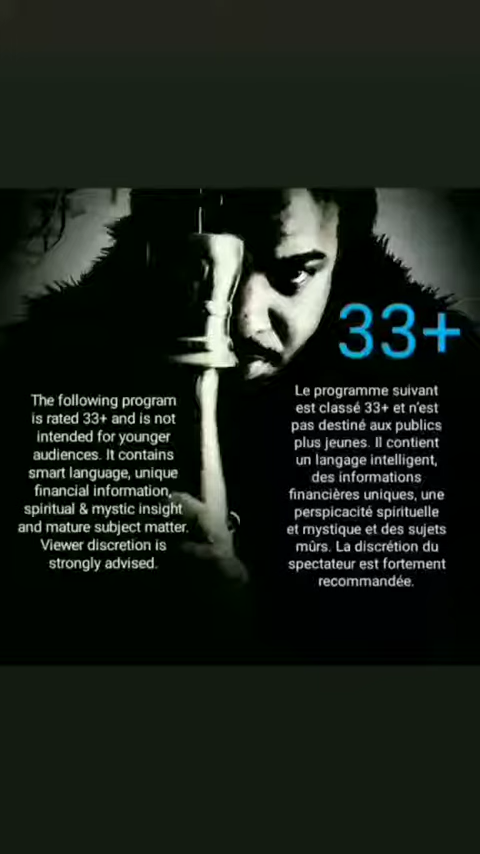 33+
The following program
is rated 33+ and is not
intended for younger
audiences. It contains
smart language, unique
financial information,
spiritual & mystic insight
and mature subject matter.
Viewer discretion is
strongly advised.
Le programme suivant
est classé 33+ et n'est
pas destiné aux publics
plus jeunes. Il contient
un langage intelligent,
des informations
financières uniques, une
perspicacité spirituelle
et mystique et des sujets
mûrs. La discrétion du
spectateur est fortement
recommandée.